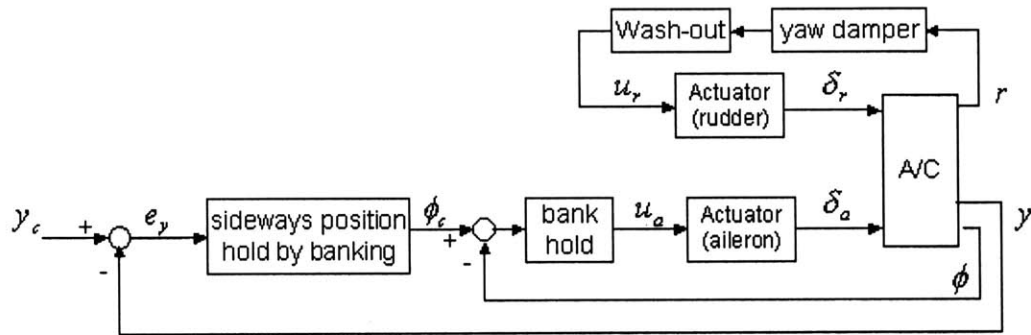 Wash-out
yaw damper
u_r
Actuator
(rudder)
δ_r
r
A/C
y_c
+
-
e_y
sideways position
hold by banking
ϕ_c
+
-
bank
hold
u_a
Actuator
(aileron)
δ_a
y
ϕ